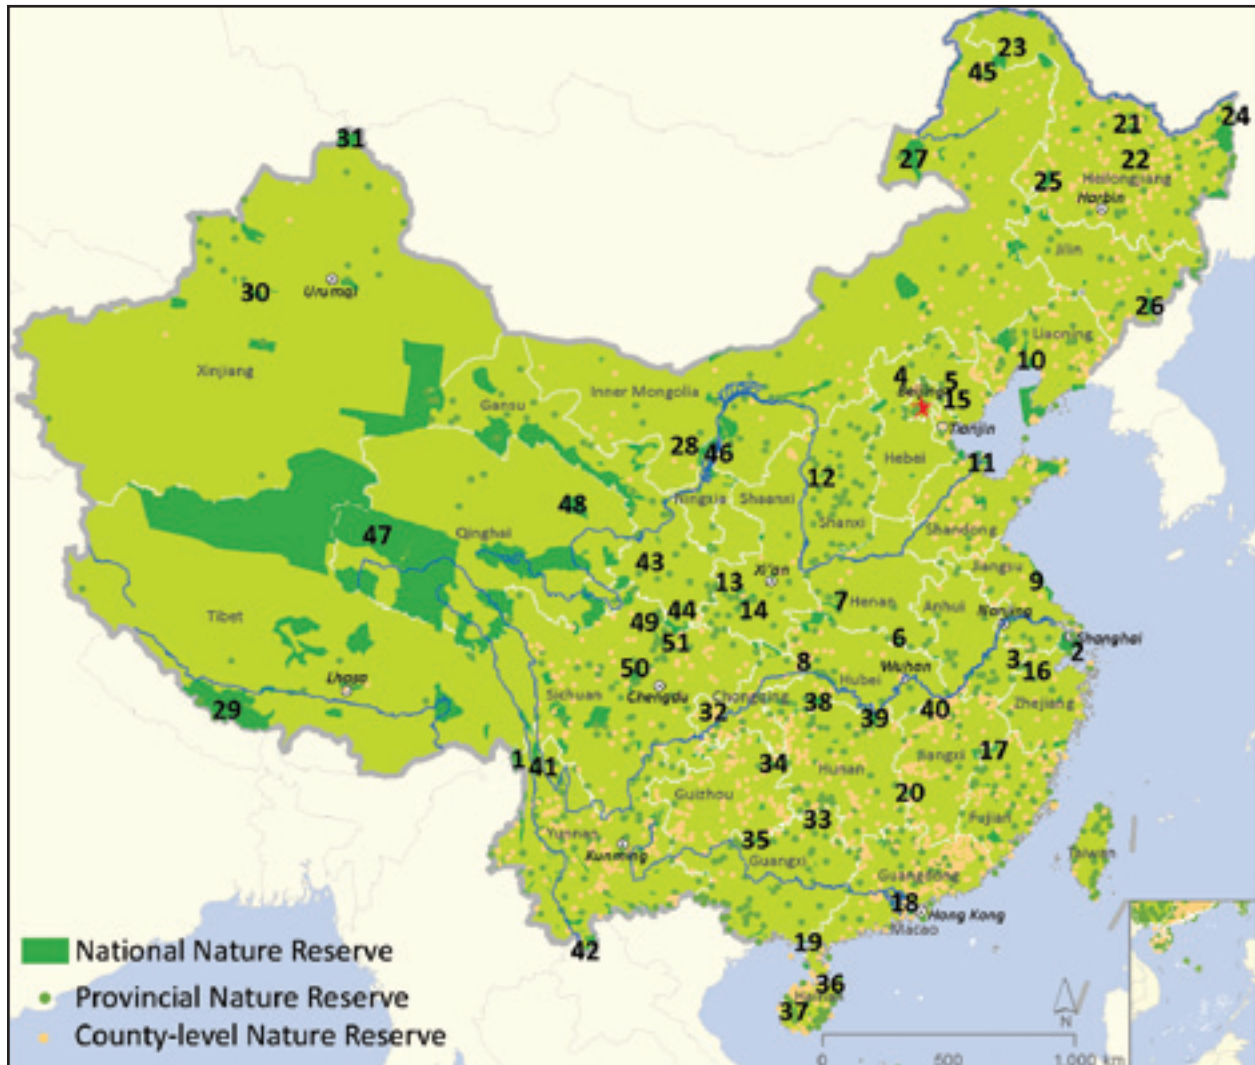 23
45
21
24
31
22
27
25
Heilongjiang
Harbin
Jilin
30
Urumqi
26
Liaoning
10
4
5
Beijing
15
Xinjiang
Inner Mongolia
Gansu
Tianjin
28
46
Hebei
11
12
48
Ningxia
Shaanxi
Shanxi
Shandong
47
Qinghai
43
Xi'an
Jiangsu
13
9
7
Henan
Anhui
Nanjing
14
44
49
Tibet
6
Shanghai
51
2
3
16
8
Wuhan
50
Hubei
Chengdu
Lhasa
Sichuan
Chongqing
Zhejiang
29
32
38
39
40
17
1
41
34
Hunan
Jiangxi
Guizhou
20
33
Fujian
Yunnan
35
Kunming
Guangxi
Taiwan
Guangdong
18
Hong Kong
Macao
42
19
36
37
N
0
500
1,000 km
National Nature Reserve
Provincial Nature Reserve
County-level Nature Reserve